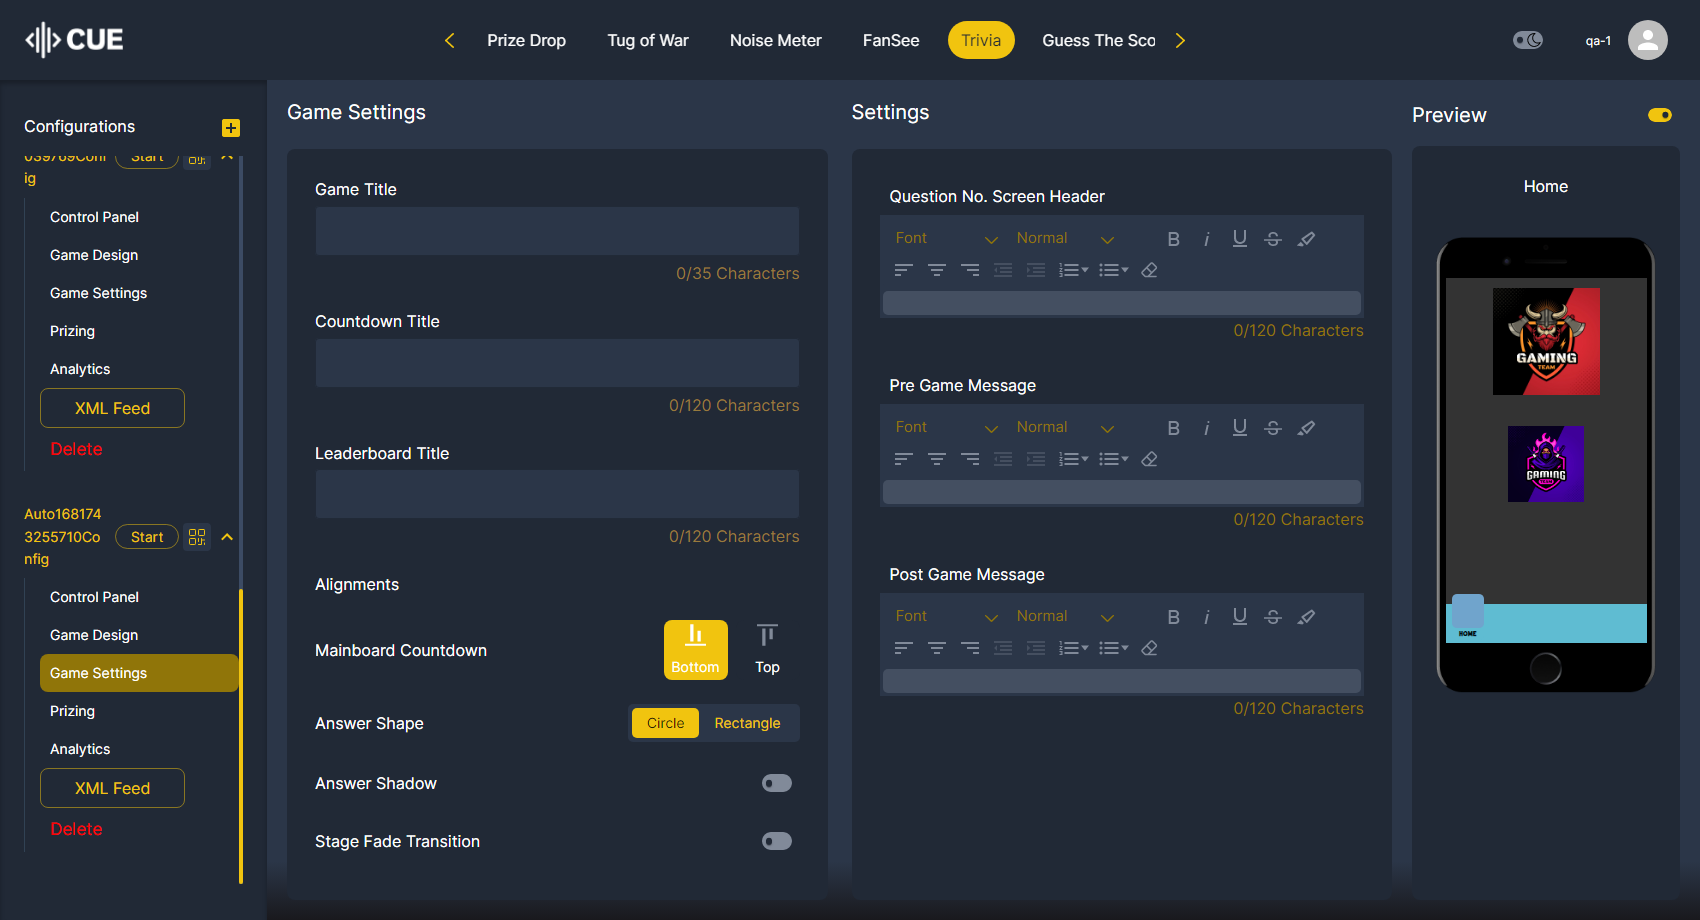 CUE
Prize Drop
Tug of War
Noise Meter
FanSee
Trivia
Guess The Sco
qa-1
Configurations
039769Conf
ig
Start
Control Panel
Game Design
Game Settings
Prizing
Analytics
XML Feed
Delete
Auto168174
3255710Co
nfig
Start
Control Panel
Game Design
Game Settings
Prizing
Analytics
XML Feed
Delete
Game Settings
Game Title
0/35 Characters
Countdown Title
0/120 Characters
Leaderboard Title
0/120 Characters
Alignments
Mainboard Countdown
Bottom
Top
Answer Shape
Circle
Rectangle
Answer Shadow
Stage Fade Transition
Settings
Question No. Screen Header
Font
Normal
0/120 Characters
Pre Game Message
Font
Normal
0/120 Characters
Post Game Message
Font
Normal
0/120 Characters
Preview
Home
GAMING
TEAM
GAMING
TEAM
HOME